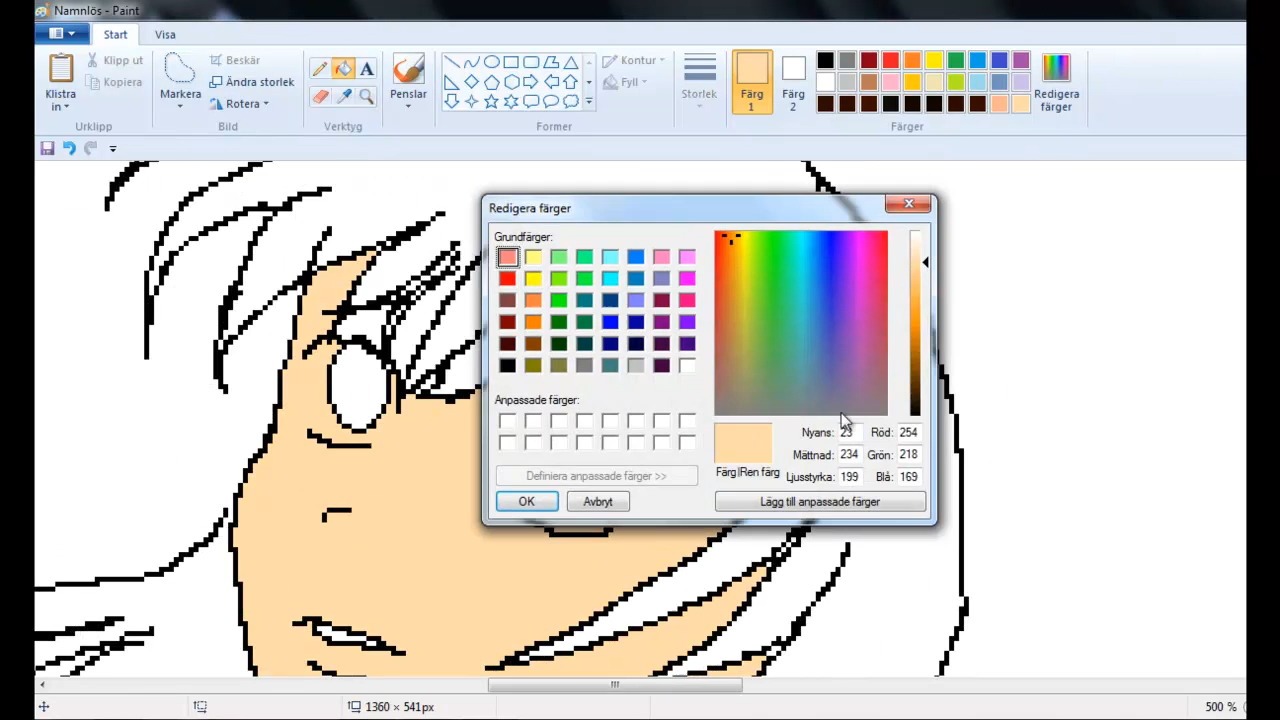 Namnlös - Paint
Start
Visa
Klistra
in
Klipp ut
Kopiera
Urklipp
Markera
Beskär
Ändra storlek
Rotera
Bild
A
Verktyg
Penslar
Kontur
Fyll
Former
Storlek
Färg
1
Färg
2
Redigera
färger
Färger
Redigera färger
Grundfärger:
Anpassade färger:
Definiera anpassade färger >>
OK
Avbryt
Färg|Ren färg
Nyans: 23
Röd: 254
Mättnad: 234
Grön: 218
Ljusstyrka: 199
Blå: 169
Lägg till anpassade färger
1360 × 541px
500 %